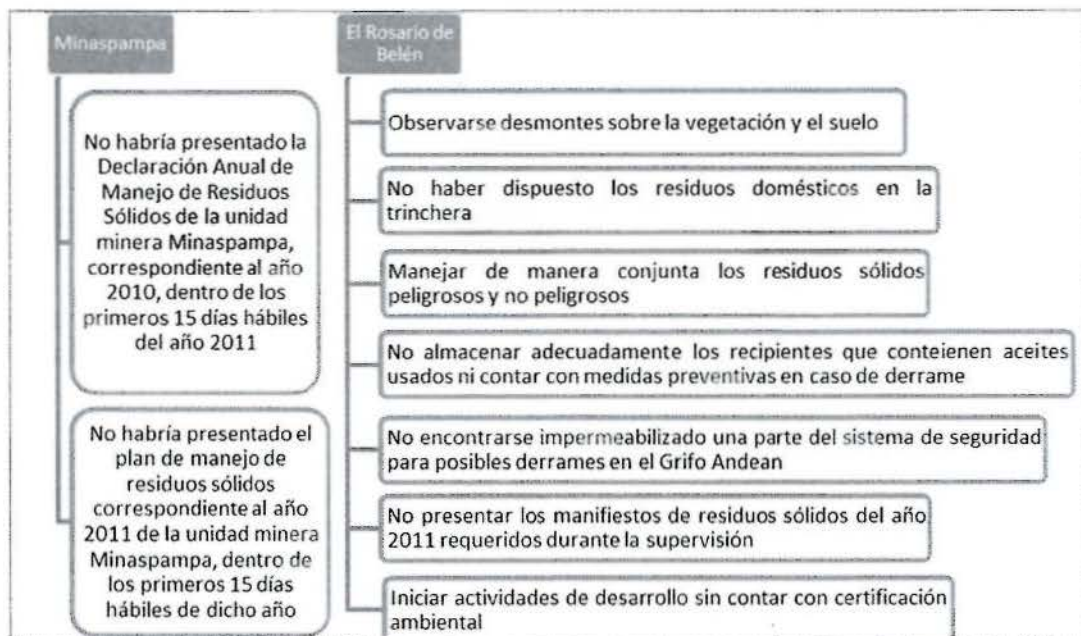 Minaspampa
No habría presentado la
Declaración Anual de
Manejo de Residuos
Sólidos de la unidad
minera Minaspampa,
correspondiente al año
2010, dentro de los
primeros 15 días hábiles
del año 2011
No habría presentado el
plan de manejo de
residuos sólidos
correspondiente al año
2011 de la unidad minera
Minaspampa, dentro de
los primeros 15 días
hábiles de dicho año
El Rosario de
Belén
Observarse desmontes sobre la vegetación y el suelo
No haber dispuesto los residuos domésticos en la
trinchera
Manejar de manera conjunta los residuos sólidos
peligrosos y no peligrosos
No almacenar adecuadamente los recipientes que conteienen aceites
usados ni contar con medidas preventivas en caso de derrame
No encontrarse impermeabilizado una parte del sistema de seguridad
para posibles derrames en el Grifo Andean
No presentar los manifiestos de residuos sólidos del año
2011 requeridos durante la supervisión
Iniciar actividades de desarrollo sin contar con certificación
ambiental